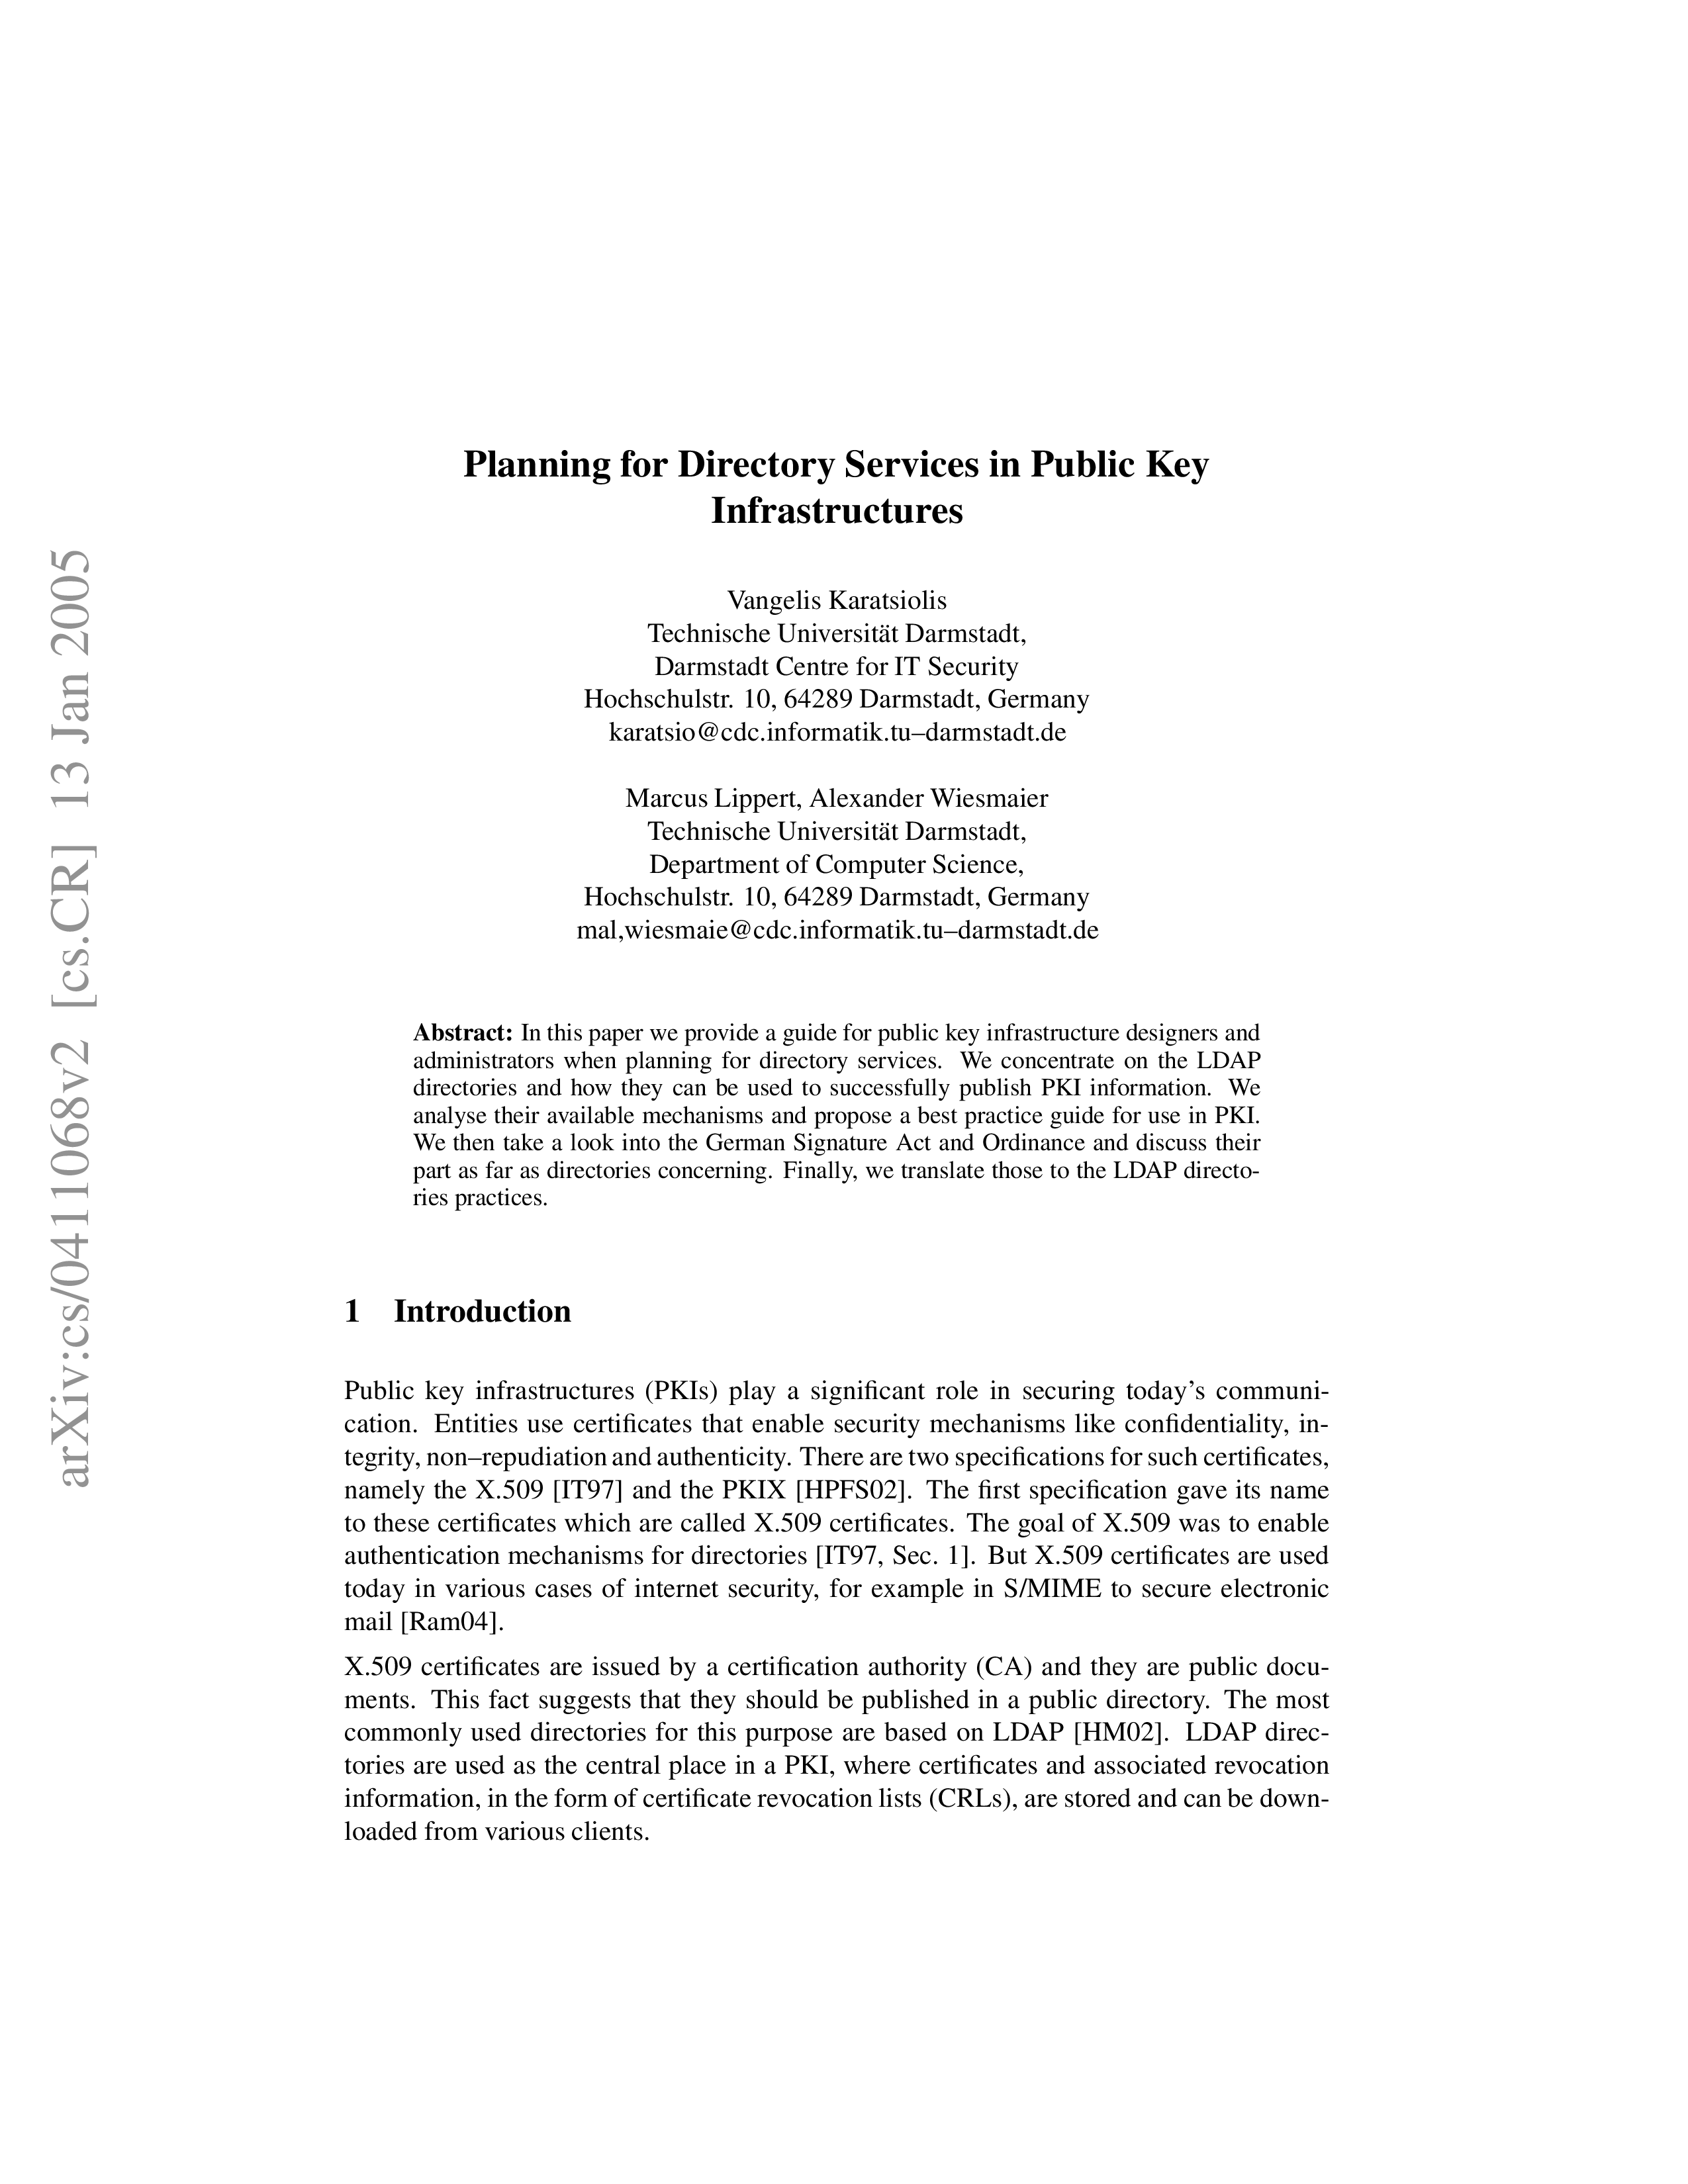 arXiv:cs/0411068v2 [cs.CR] 13 Jan 2005
Planning for Directory Services in Public Key
Infrastructures
Vangelis Karatsiolis
Technische Universität Darmstadt,
Darmstadt Centre for IT Security
Hochschulstr. 10, 64289 Darmstadt, Germany
karatsio@cdc.informatik.tu–darmstadt.de
Marcus Lippert, Alexander Wiesmaier
Technische Universität Darmstadt,
Department of Computer Science,
Hochschulstr. 10, 64289 Darmstadt, Germany
mal,wiesmaie@cdc.informatik.tu–darmstadt.de
Abstract: In this paper we provide a guide for public key infrastructure designers and
administrators when planning for directory services. We concentrate on the LDAP
directories and how they can be used to successfully publish PKI information. We
analyse their available mechanisms and propose a best practice guide for use in PKI.
We then take a look into the German Signature Act and Ordinance and discuss their
part as far as directories concerning. Finally, we translate those to the LDAP directo-
ries practices.
1 Introduction
Public key infrastructures (PKIs) play a significant role in securing today's communi-
cation. Entities use certificates that enable security mechanisms like confidentiality, in-
tegrity, non–repudiation and authenticity. There are two specifications for such certificates,
namely the X.509 [IT97] and the PKIX [HPFS02]. The first specification gave its name
to these certificates which are called X.509 certificates. The goal of X.509 was to enable
authentication mechanisms for directories [IT97, Sec. 1]. But X.509 certificates are used
today in various cases of internet security, for example in S/MIME to secure electronic
mail [Ram04].
X.509 certificates are issued by a certification authority (CA) and they are public docu-
ments. This fact suggests that they should be published in a public directory. The most
commonly used directories for this purpose are based on LDAP [HM02]. LDAP direc-
tories are used as the central place in a PKI, where certificates and associated revocation
information, in the form of certificate revocation lists (CRLs), are stored and can be down-
loaded from various clients.